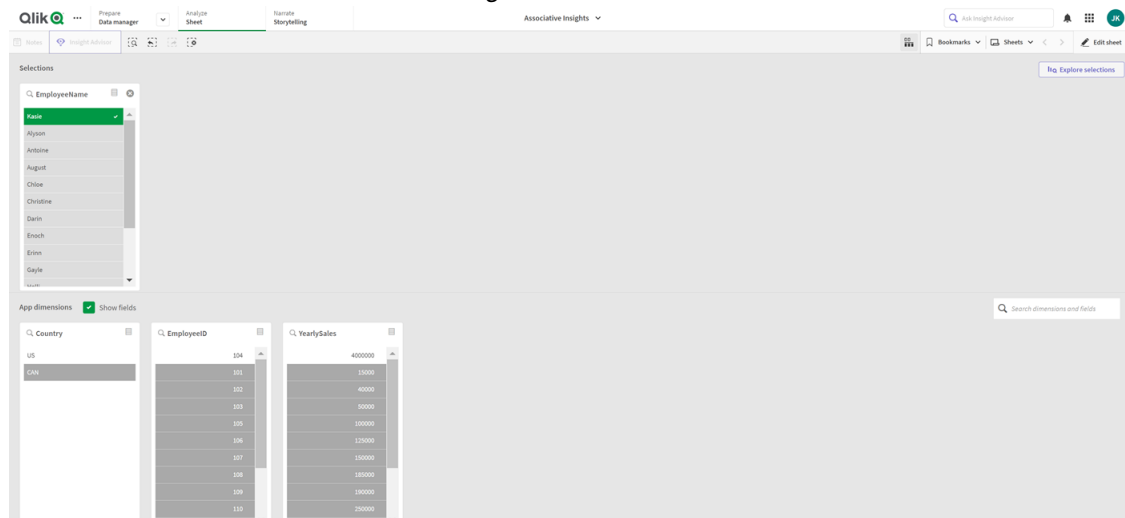 Qlik
Prepare
Data manager
Analyze
Sheet
Narrate
Storytelling
Associative Insights
Ask Insight Advisor
JK
Notes
Insight Advisor
Bookmarks
Sheets
Edit sheet
Selections
Explore selections
EmployeeName
Kasie
Alyson
Antoine
August
Chloe
Christine
Darin
Enoch
Erinn
Gayle
App dimensions
Show fields
Search dimensions and fields
Country
US
CAN
EmployeeID
104
101
102
103
105
106
107
108
109
110
YearlySales
4000000
15000
40000
50000
100000
125000
150000
185000
190000
250000